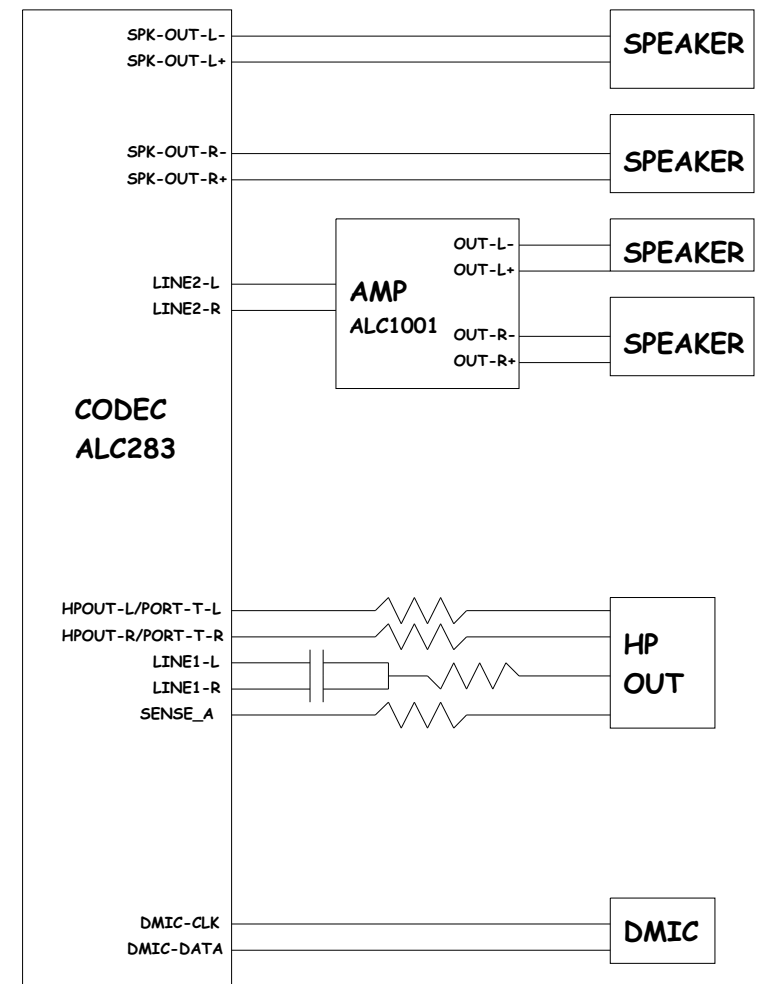 SPK-OUT-L-
SPK-OUT-L+
SPEAKER
SPK-OUT-R-
SPK-OUT-R+
SPEAKER
LINE2-L
LINE2-R
AMP
ALC1001
OUT-L-
OUT-L+
OUT-R-
OUT-R+
SPEAKER
SPEAKER
CODEC
ALC283
HPOUT-L/PORT-T-L
HPOUT-R/PORT-T-R
LINE1-L
LINE1-R
SENSE_A
HP
OUT
DMIC-CLK
DMIC-DATA
DMIC